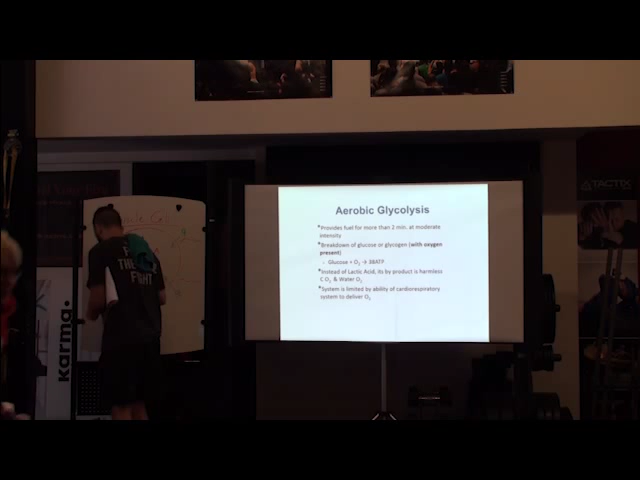 Aerobic Glycolysis
*Provides fuel for more than 2 min. at moderate
intensity
*Breakdown of glucose or glycogen (with oxygen
present)
Glucose + O₂ → 38ATP
*Instead of Lactic Acid, its by product is harmless
C O₂ & Water O₂
*System is limited by ability of cardiorespiratory
system to deliver O₂
FIGHT
karma.
TACTIX